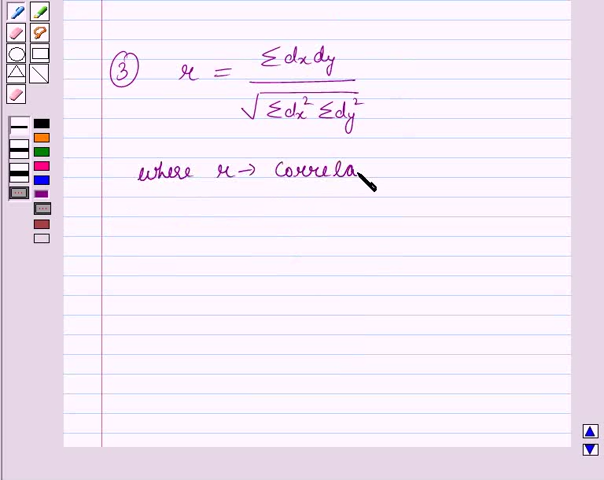 ③ r = Σdxdy / √Σdx² Σdy²
where r → Correla